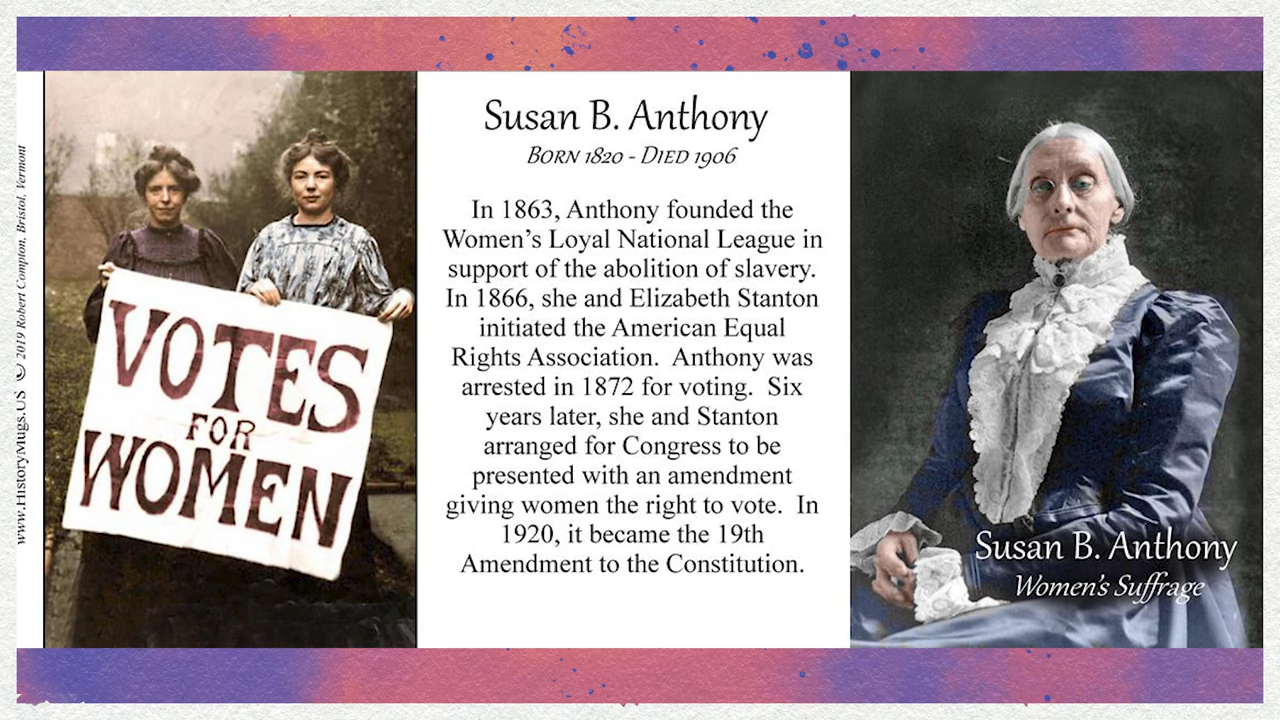 www.HistoryMugs.US © 2019 Robert Compton, Bristol, Vermont
VOTES
FOR
WOMEN
Susan B. Anthony
Born 1820 - Died 1906
In 1863, Anthony founded the
Women's Loyal National League in
support of the abolition of slavery.
In 1866, she and Elizabeth Stanton
initiated the American Equal
Rights Association.  Anthony was
arrested in 1872 for voting.  Six
years later, she and Stanton
arranged for Congress to be
presented with an amendment
giving women the right to vote.  In
1920, it became the 19th
Amendment to the Constitution.
Susan B. Anthony
Women's Suffrage